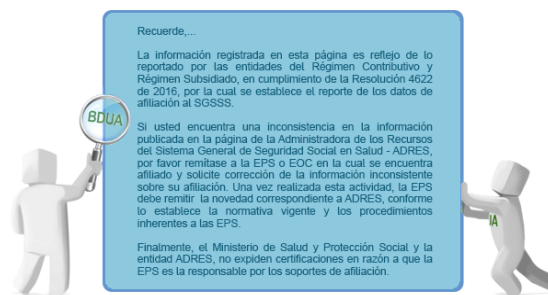 Recuerde,...
La información registrada en esta página es reflejo de lo
reportado por las entidades del Régimen Contributivo y
Régimen Subsidiado, en cumplimiento de la Resolución 4622
de 2016, por la cual se establece el reporte de los datos de
afiliación al SGSSS.
BDUA
Si usted encuentra una inconsistencia en la información
publicada en la página de la Administradora de los Recursos
del Sistema General de Seguridad Social en Salud - ADRES,
por favor remítase a la EPS o EOC en la cual se encuentra
afiliado y solicite corrección de la información inconsistente
sobre su afiliación. Una vez realizada esta actividad, la EPS
debe remitir la novedad correspondiente a ADRES, conforme
lo establece la normativa vigente y los procedimientos
inherentes a las EPS.
Finalmente, el Ministerio de Salud y Protección Social y la
entidad ADRES, no expiden certificaciones en razón a que la
EPS es la responsable por los soportes de afiliación.